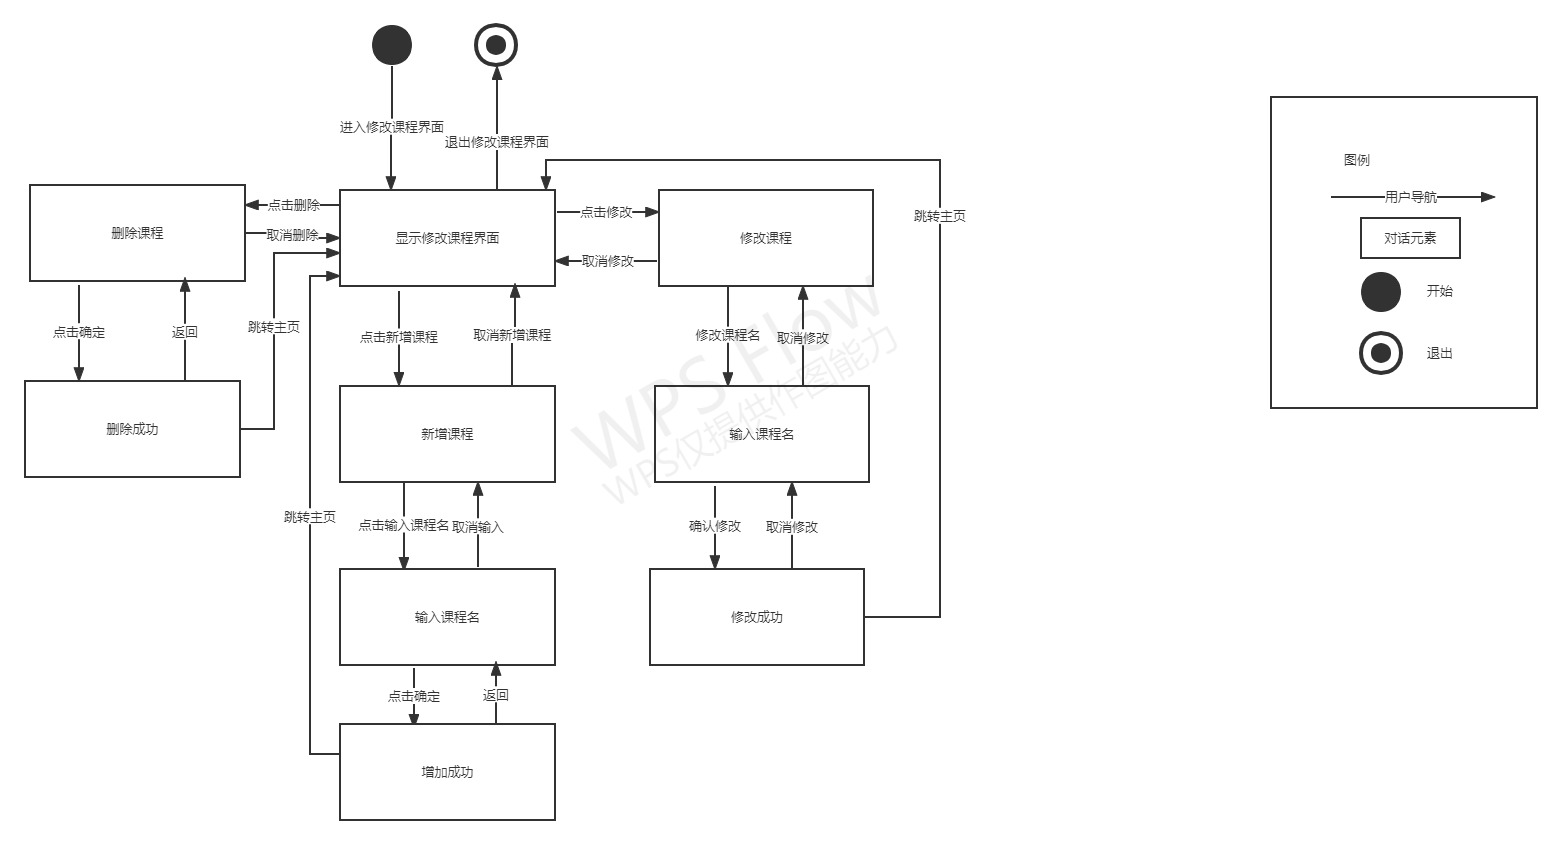 进入修改课程界面
退出修改课程界面
删除课程
点击删除
取消删除
显示修改课程界面
点击修改
取消修改
修改课程
跳转主页
图例
用户导航
对话元素
开始
退出
点击确定
返回
跳转主页
点击新增课程
取消新增课程
修改课程名
取消修改
删除成功
新增课程
输入课程名
WPS Flow
WPS仅提供作图能力
跳转主页
点击输入课程名
取消输入
确认修改
取消修改
输入课程名
修改成功
点击确定
返回
增加成功